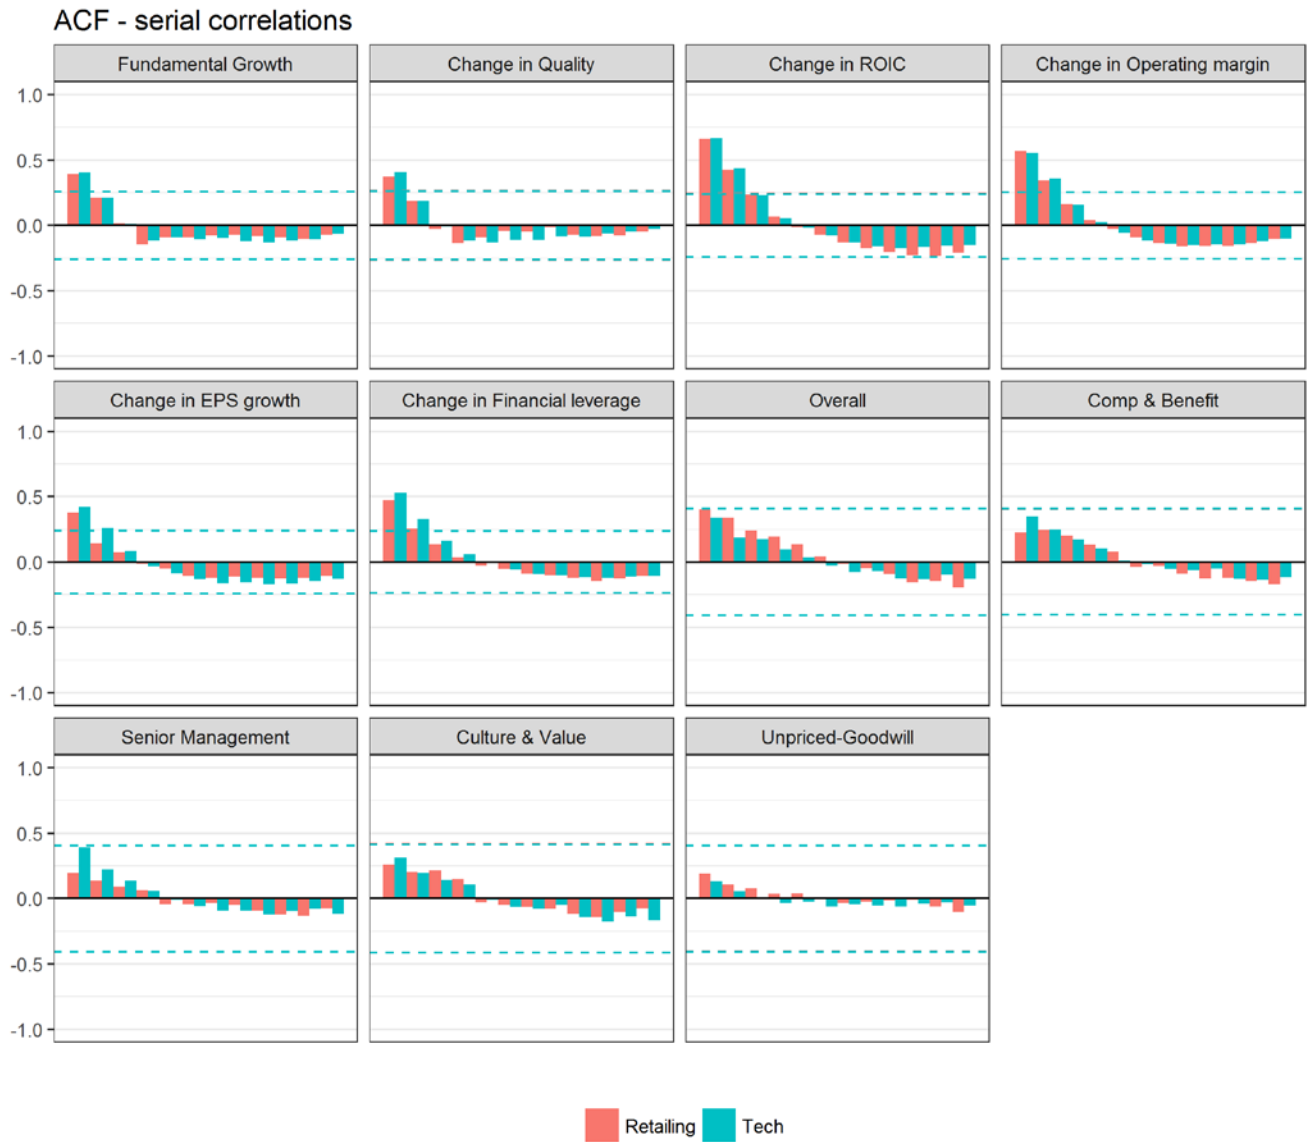 ACF - serial correlations
Fundamental Growth
Change in Quality
Change in ROIC
Change in Operating margin
1.0
0.5
0.0
-0.5
-1.0
Change in EPS growth
Change in Financial leverage
Overall
Comp & Benefit
1.0
0.5
0.0
-0.5
-1.0
Senior Management
Culture & Value
Unpriced-Goodwill
1.0
0.5
0.0
-0.5
-1.0
Retailing
Tech